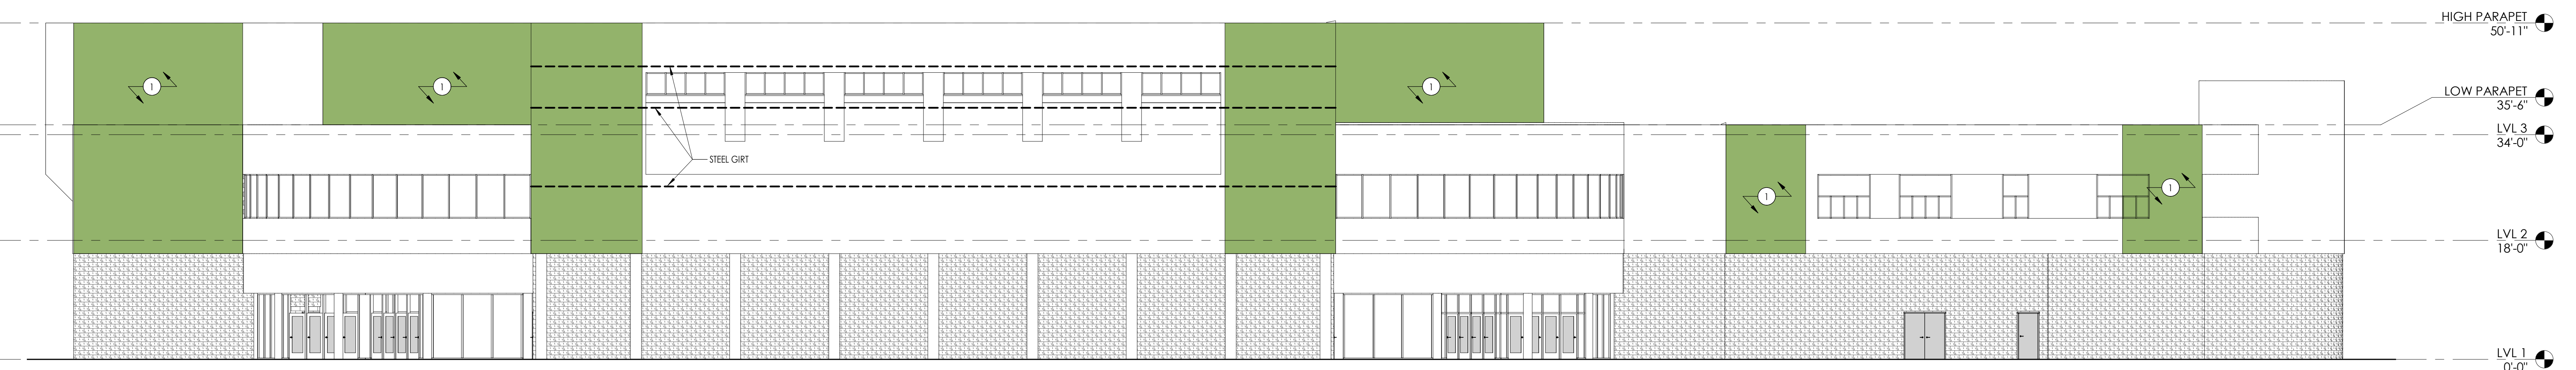 HIGH PARAPET
50'-11"
1
1
1
LOW PARAPET
35'-6"
LVL 3
34'-0"
STEEL GIRT
1
1
LVL 2
18'-0"
LVL 1
0'-0"